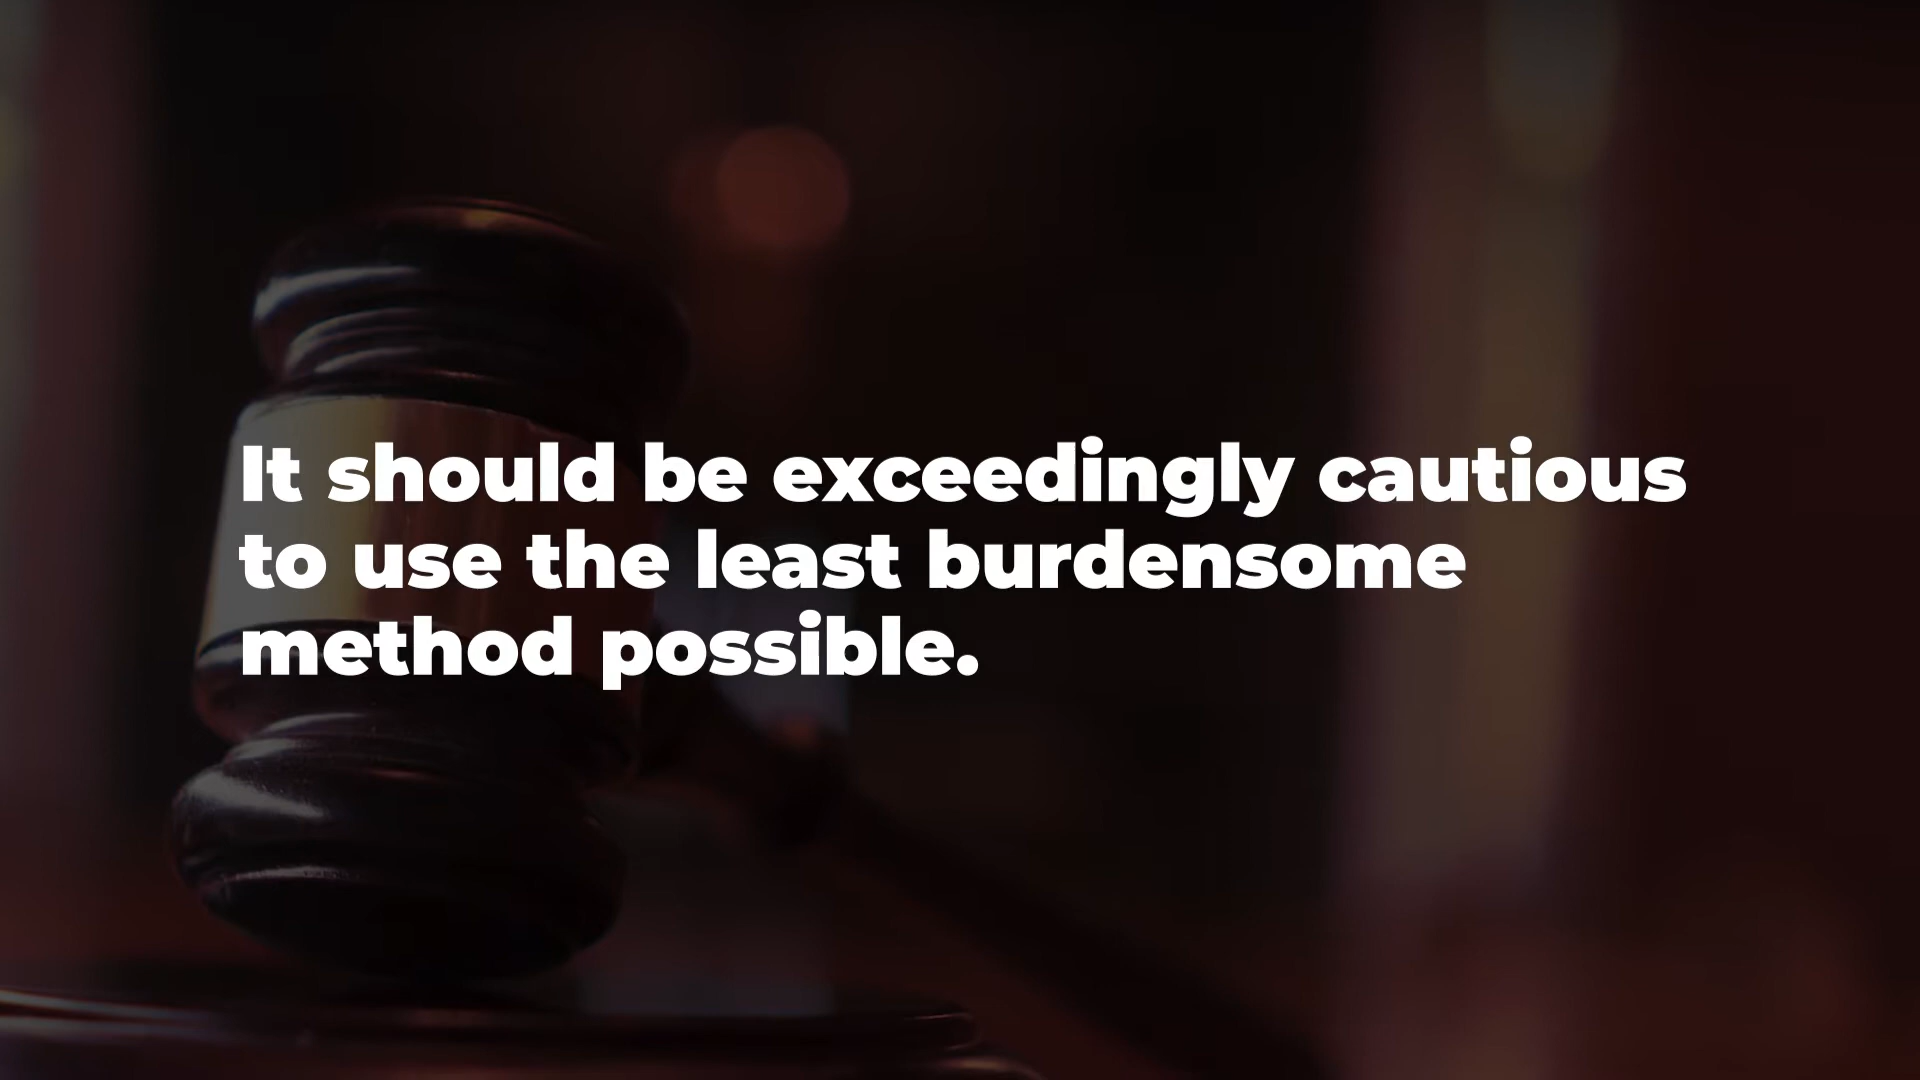 It should be exceedingly cautious
to use the least burdensome
method possible.